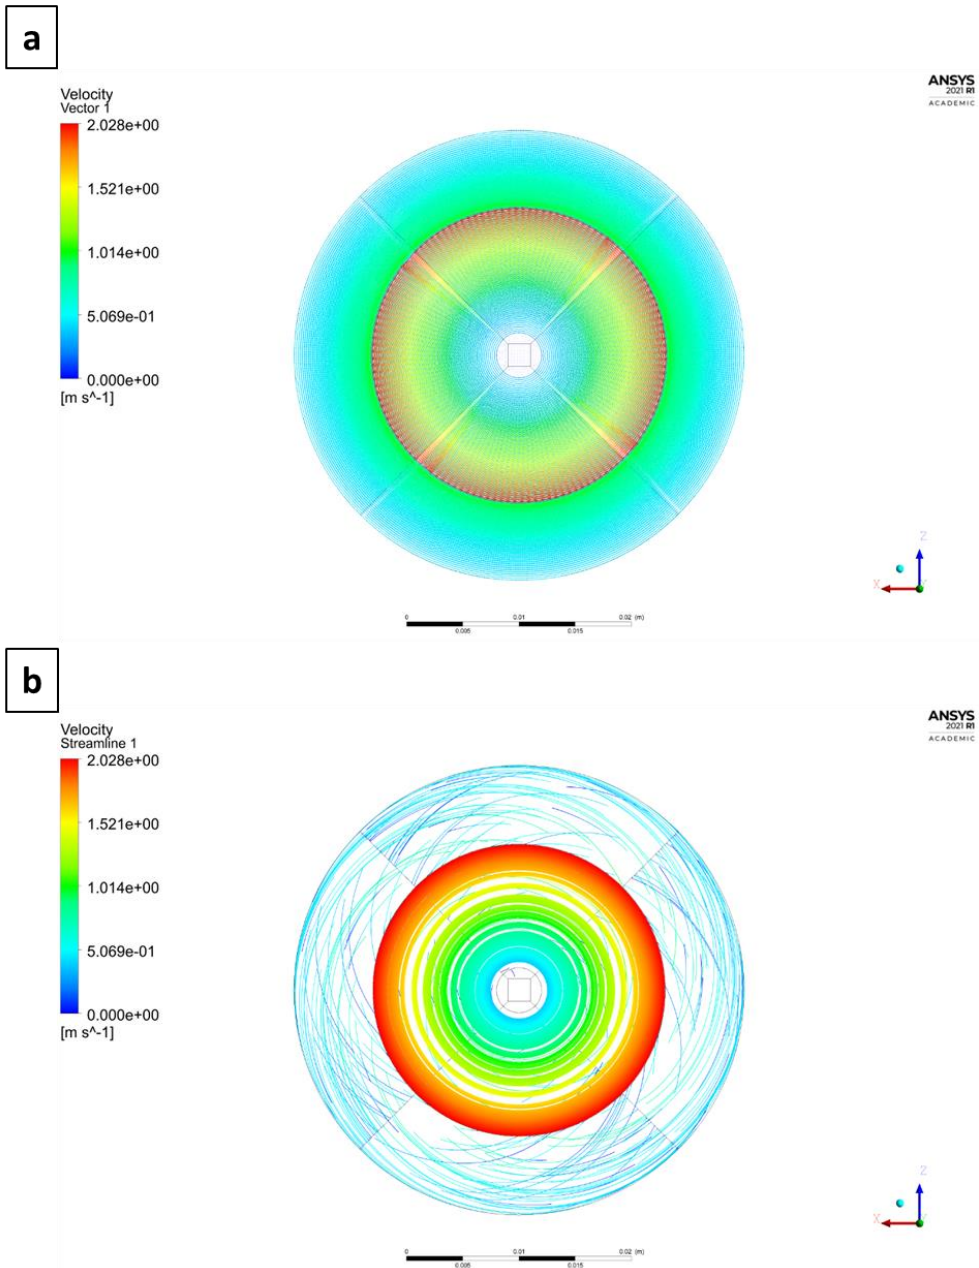 a
ANSYS
2021 R1
ACADEMIC
Velocity
Vector 1
2.028e+00
1.521e+00
1.014e+00
5.069e-01
0.000e+00
[m s^-1]
Z
X
Y
0 0.01 0.02 (m)
0.005 0.015
b
ANSYS
2021 R1
ACADEMIC
Velocity
Streamline 1
2.028e+00
1.521e+00
1.014e+00
5.069e-01
0.000e+00
[m s^-1]
Z
X
Y
0 0.01 0.02 (m)
0.005 0.015